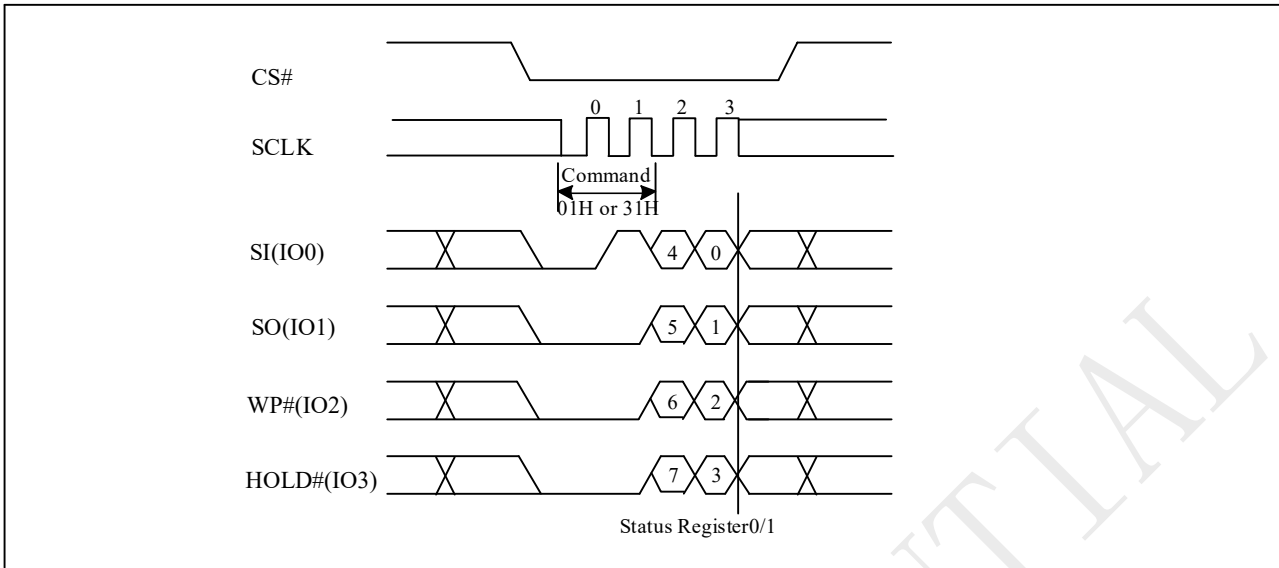 CS#
0 1 2 3
SCLK
Command
01H or 31H
SI(IO0) 4 0
SO(IO1) 5 1
WP#(IO2) 6 2
HOLD#(IO3) 7 3
Status Register0/1
NTIAL